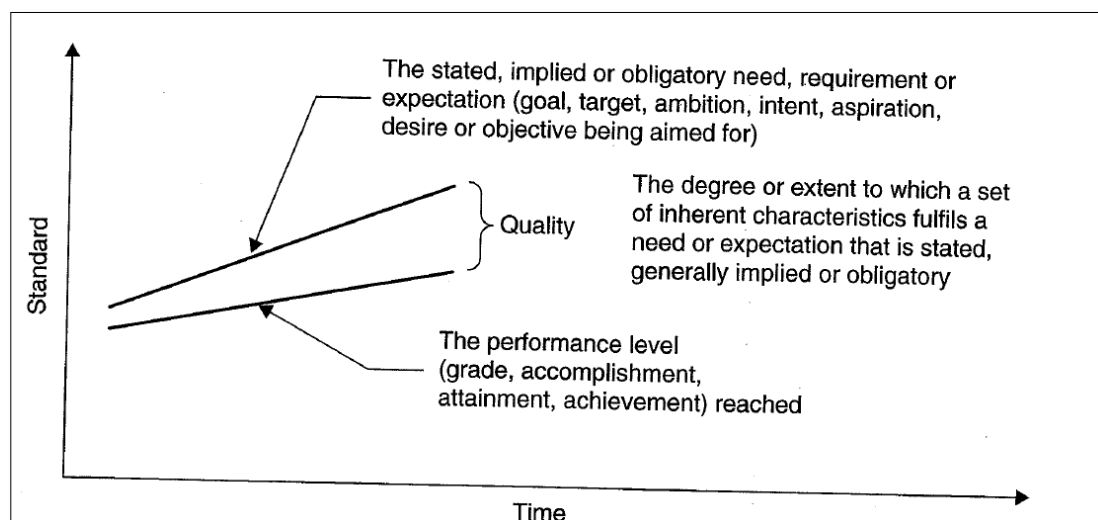 The stated, implied or obligatory need, requirement or
expectation (goal, target, ambition, intent, aspiration,
desire or objective being aimed for)
The degree or extent to which a set
of inherent characteristics fulfils a
need or expectation that is stated,
generally implied or obligatory
Quality
Standard
The performance level
(grade, accomplishment,
attainment, achievement) reached
Time